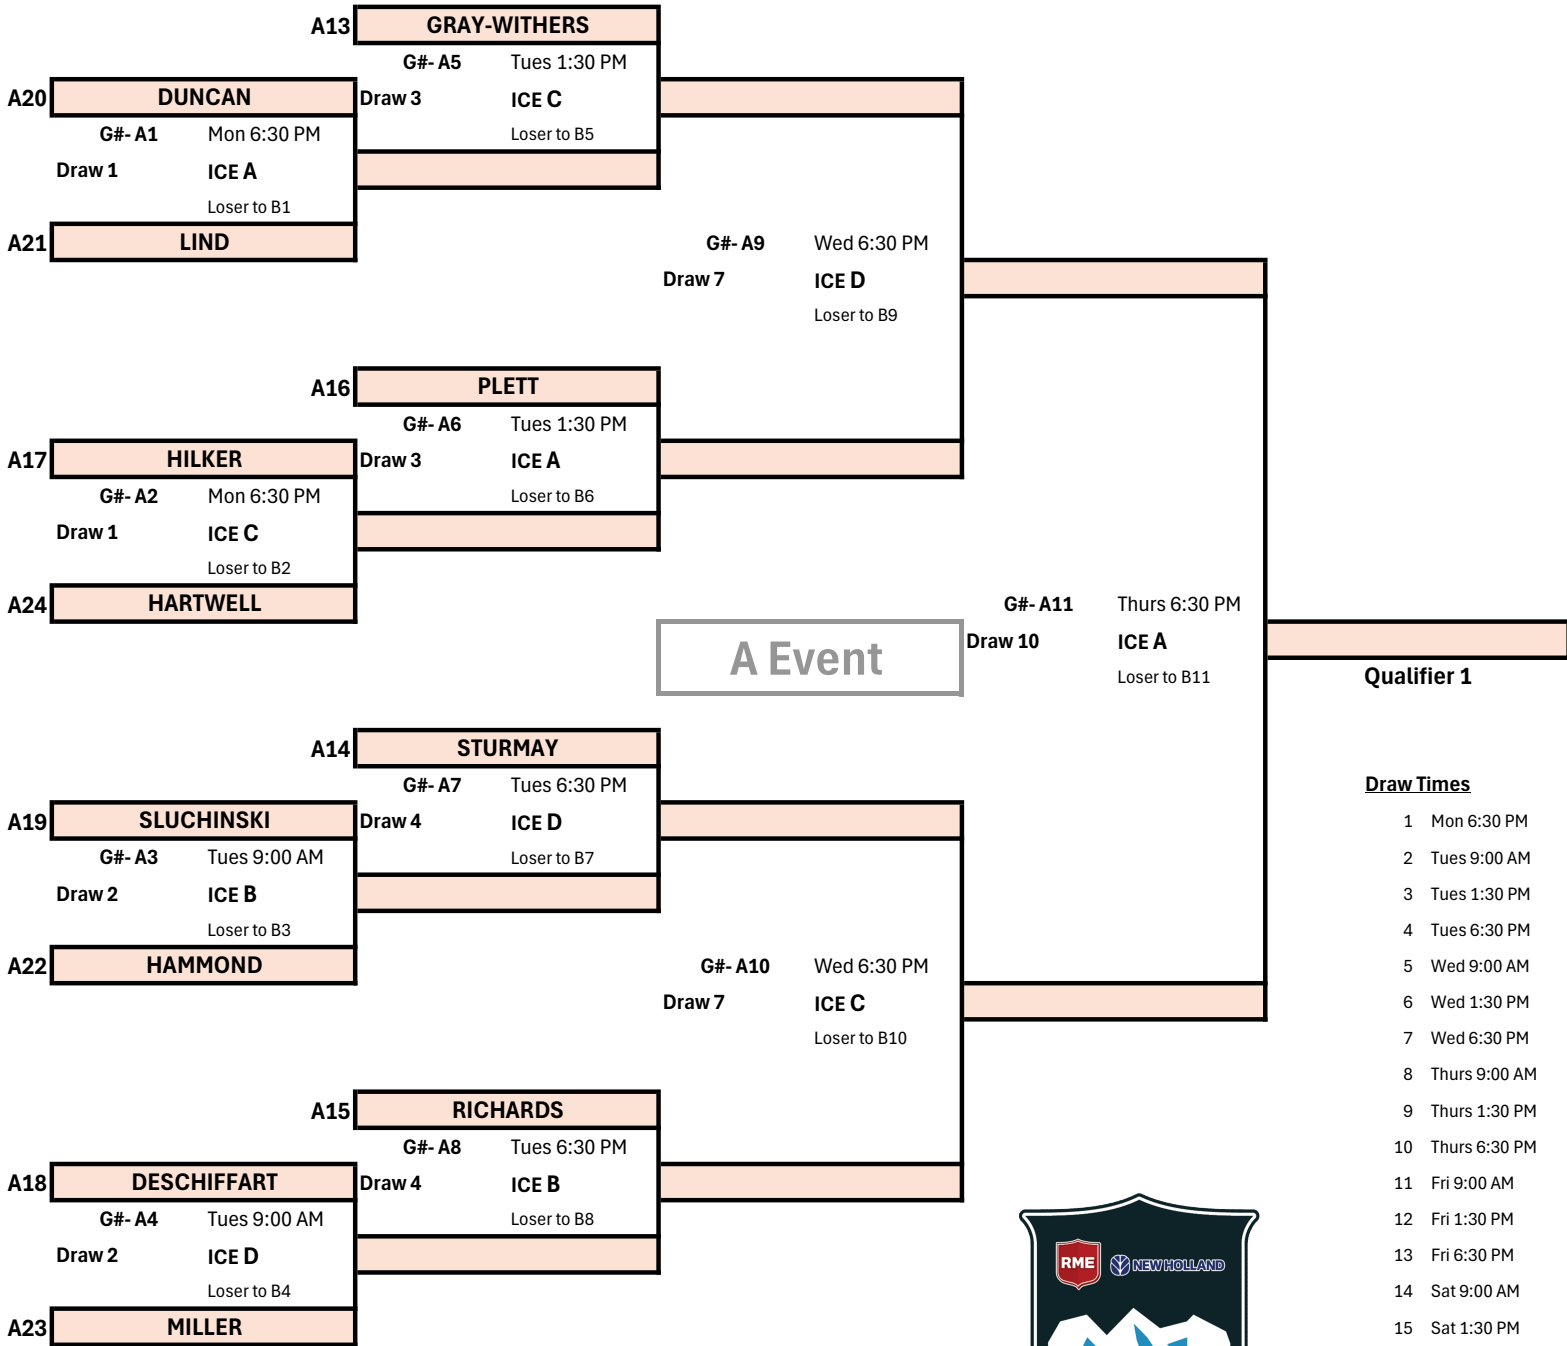 A13 GRAY-WITHERS
G#- A5 Tues 1:30 PM
A20 DUNCAN Draw 3 ICE C
G#- A1 Mon 6:30 PM Loser to B5
Draw 1 ICE A
Loser to B1
A21 LIND G#- A9 Wed 6:30 PM
Draw 7 ICE D
Loser to B9
A16 PLETT
G#- A6 Tues 1:30 PM
A17 HILKER Draw 3 ICE A
G#- A2 Mon 6:30 PM Loser to B6
Draw 1 ICE C
Loser to B2
A24 HARTWELL G#- A11 Thurs 6:30 PM
A Event Draw 10 ICE A
Loser to B11 Qualifier 1
A14 STURMAY
G#- A7 Tues 6:30 PM Draw Times
A19 SLUCHINSKI Draw 4 ICE D 1 Mon 6:30 PM
G#- A3 Tues 9:00 AM Loser to B7 2 Tues 9:00 AM
Draw 2 ICE B 3 Tues 1:30 PM
Loser to B3 4 Tues 6:30 PM
A22 HAMMOND G#- A10 Wed 6:30 PM 5 Wed 9:00 AM
Draw 7 ICE C 6 Wed 1:30 PM
Loser to B10 7 Wed 6:30 PM
8 Thurs 9:00 AM
A15 RICHARDS 9 Thurs 1:30 PM
G#- A8 Tues 6:30 PM 10 Thurs 6:30 PM
A18 DESCHIFFART Draw 4 ICE B 11 Fri 9:00 AM
G#- A4 Tues 9:00 AM Loser to B8 12 Fri 1:30 PM
Draw 2 ICE D RME NEW HOLLAND 13 Fri 6:30 PM
Loser to B4 14 Sat 9:00 AM
A23 MILLER 15 Sat 1:30 PM